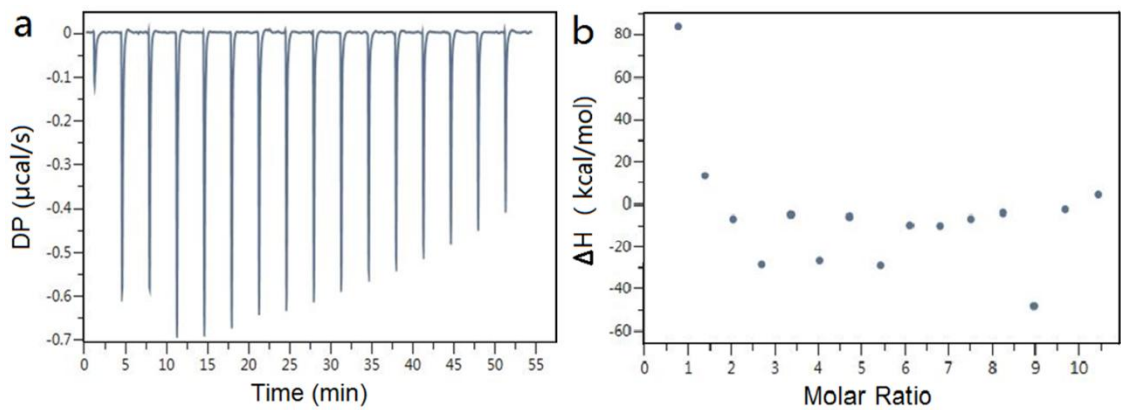 a
DP (μcal/s)
0
-0.1
-0.2
-0.3
-0.4
-0.5
-0.6
-0.7
0 5 10 15 20 25 30 35 40 45 50 55
Time (min)
b
ΔH ( kcal/mol)
80
60
40
20
0
-20
-40
-60
0 1 2 3 4 5 6 7 8 9 10
Molar Ratio